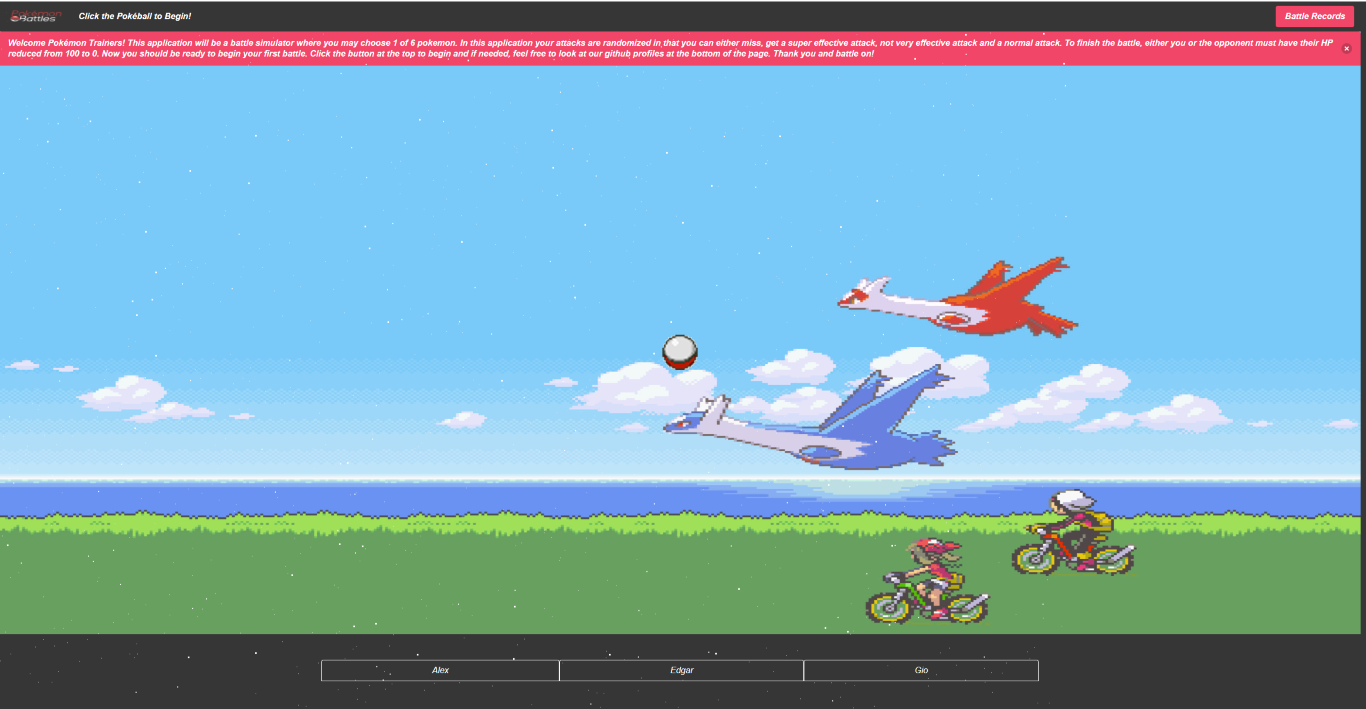 Pokémon
Battles
Click the Pokéball to Begin!
Battle Records
Welcome Pokémon Trainers! This application will be a battle simulator where you may choose 1 of 6 pokemon. In this application your attacks are randomized in that you can either miss, get a super effective attack, not very effective attack and a normal attack. To finish the battle, either you or the opponent must have their HP
reduced from 100 to 0. Now you should be ready to begin your first battle. Click the button at the top to begin and if needed, feel free to look at our github profiles at the bottom of the page. Thank you and battle on!
Alex
Edgar
Gio